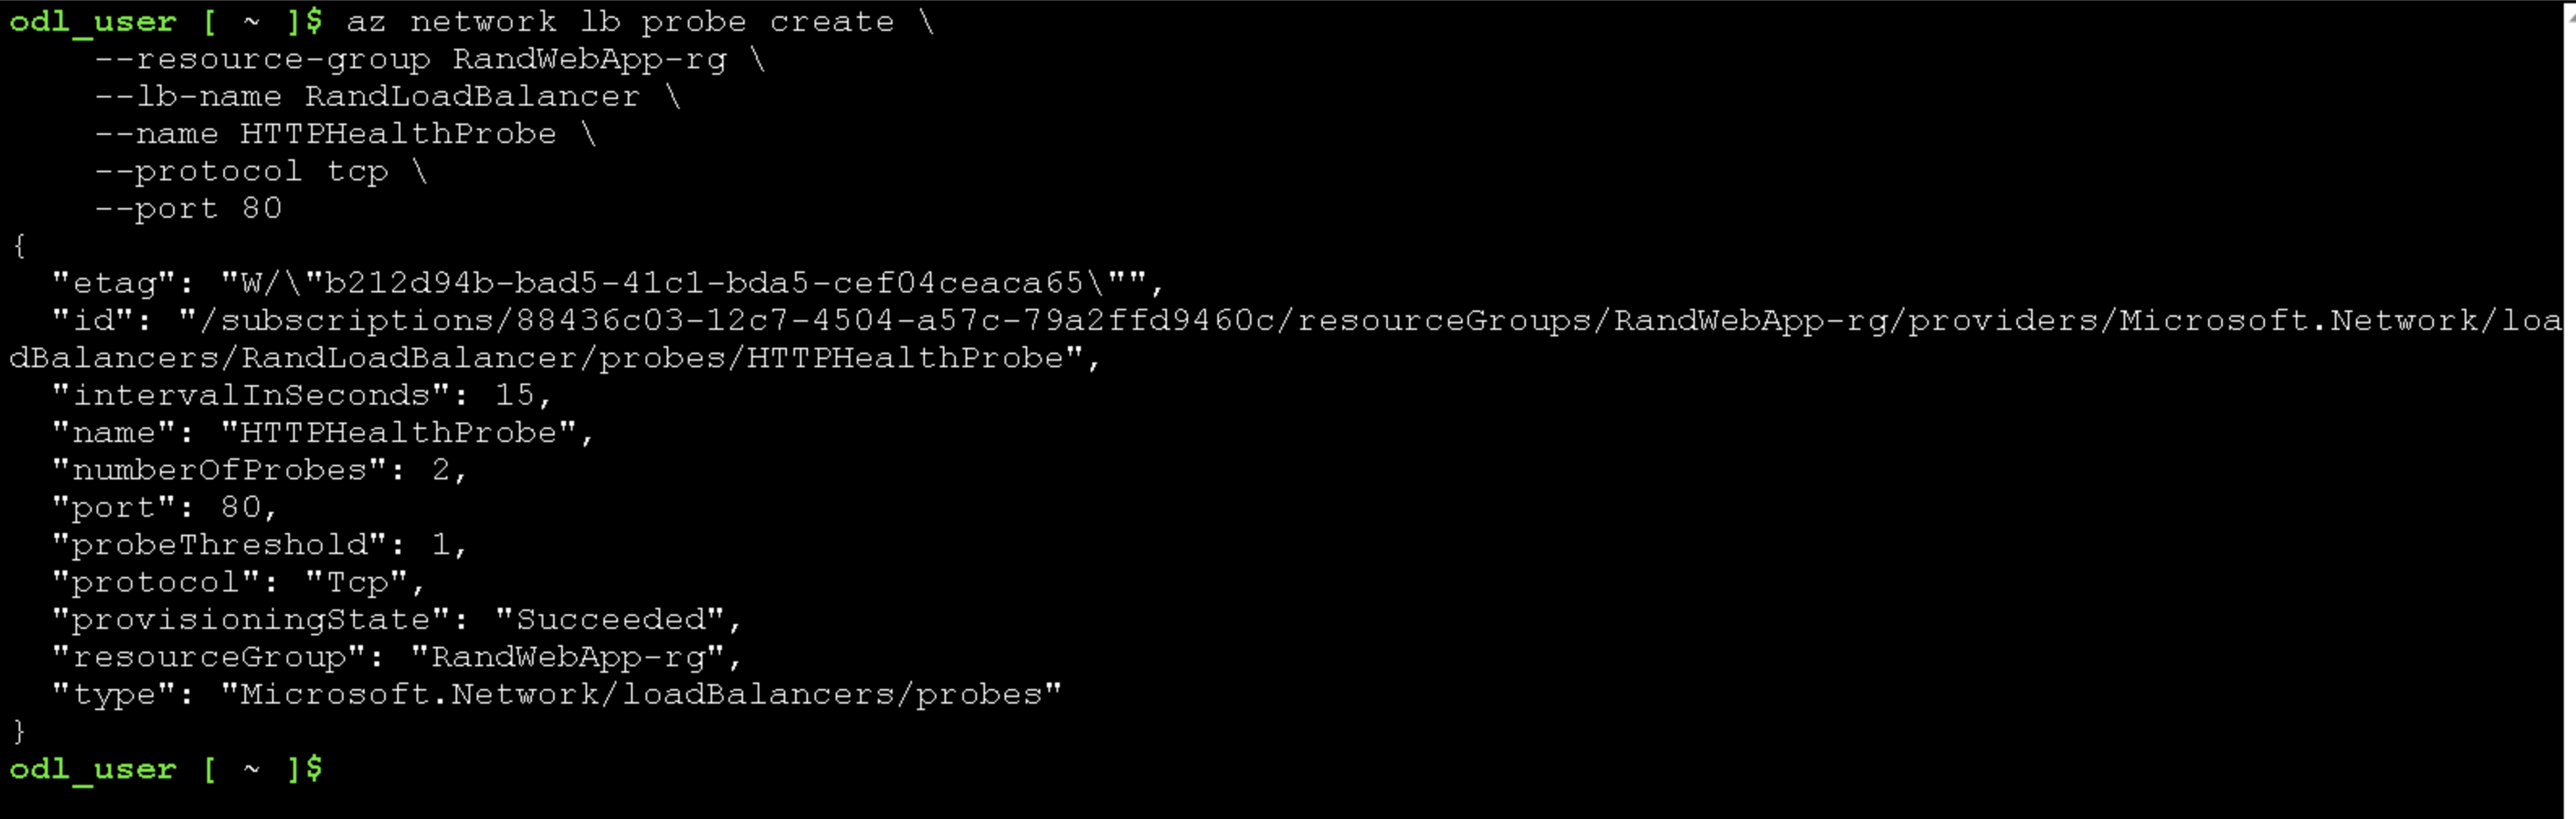 odl_user [ ~ ]$ az network lb probe create \
--resource-group RandWebApp-rg \
--lb-name RandLoadBalancer \
--name HTTPHealthProbe \
--protocol tcp \
--port 80
{
"etag": "W/\"b212d94b-bad5-41c1-bda5-cef04ceaca65\"",
"id": "/subscriptions/88436c03-12c7-4504-a57c-79a2ffd9460c/resourceGroups/RandWebApp-rg/providers/Microsoft.Network/loa
dBalancers/RandLoadBalancer/probes/HTTPHealthProbe",
"intervalInSeconds": 15,
"name": "HTTPHealthProbe",
"numberOfProbes": 2,
"port": 80,
"probeThreshold": 1,
"protocol": "Tcp",
"provisioningState": "Succeeded",
"resourceGroup": "RandWebApp-rg",
"type": "Microsoft.Network/loadBalancers/probes"
}
odl_user [ ~ ]$